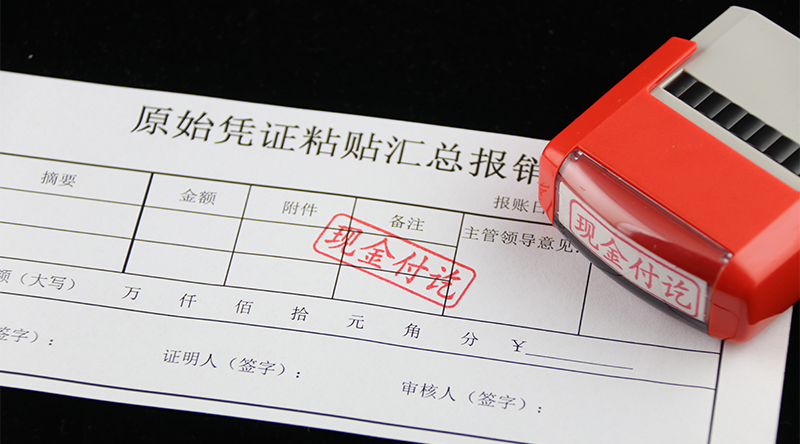 原始凭证粘贴汇总报销
报账日
摘要 金额 附件 备注 主管领导意见:
现金付讫
现金付讫
额(大写) 万 仟 佰 拾 元 角 分 ¥
签字): 证明人(签字): 审核人(签字):